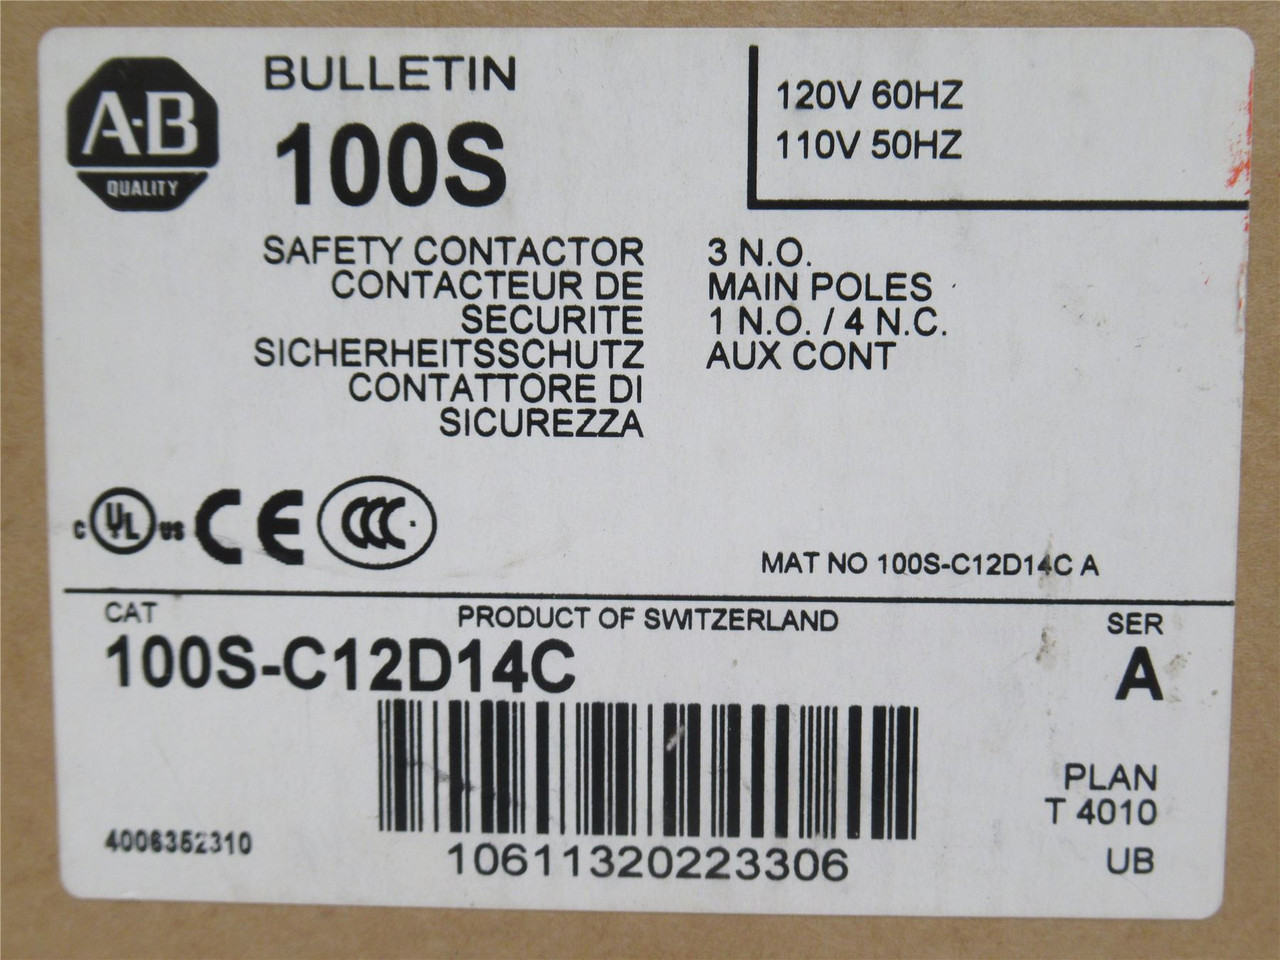 A-B
QUALITY
BULLETIN
100S
120V 60HZ
110V 50HZ
SAFETY CONTACTOR
CONTACTEUR DE
SECURITE
SICHERHEITSSCHUTZ
CONTATTORE DI
SICUREZZA
3 N.O.
MAIN POLES
1 N.O. / 4 N.C.
AUX CONT
C UL US CE CCC
MAT NO 100S-C12D14C A
CAT
PRODUCT OF SWITZERLAND
SER
100S-C12D14C
A
PLAN
T 4010
UB
4006352310
10611320223306